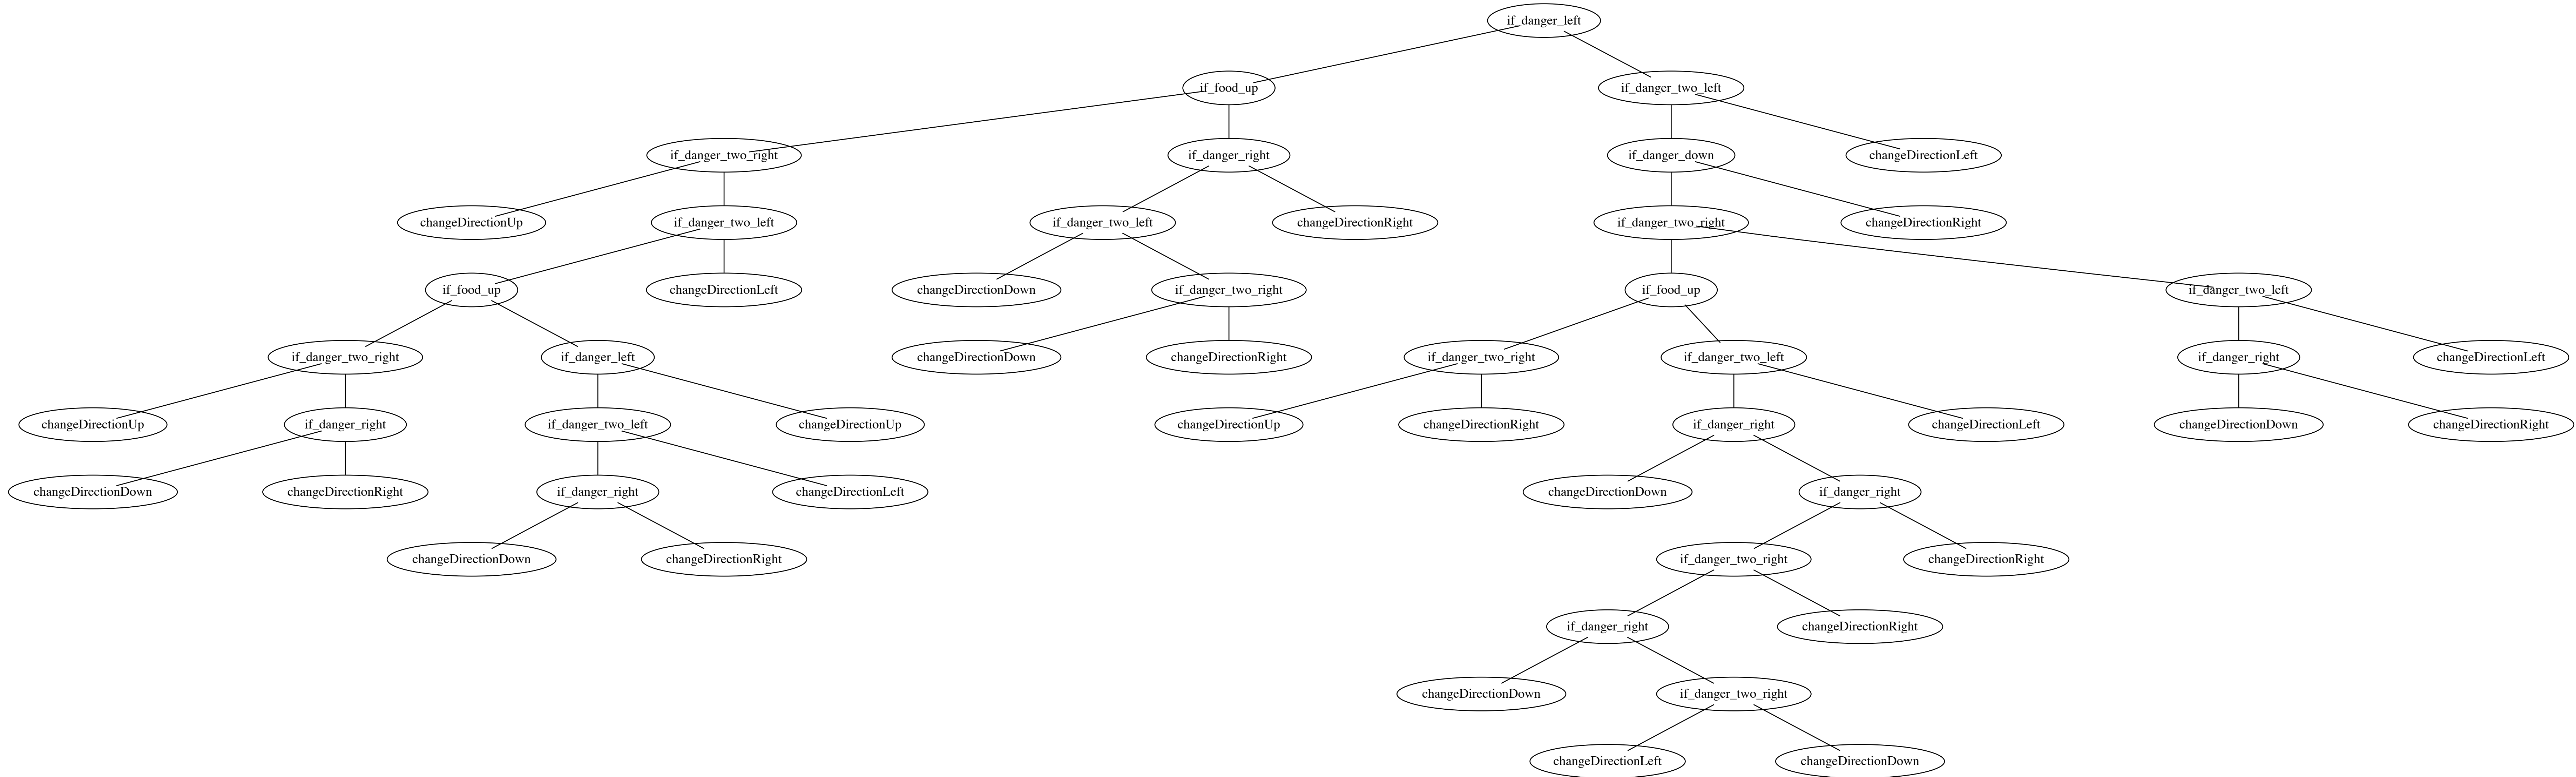 if_danger_left
if_food_up
if_danger_two_left
if_danger_two_right
if_danger_right
if_danger_down
changeDirectionLeft
changeDirectionUp
if_danger_two_left
if_danger_two_left
changeDirectionRight
if_danger_two_right
changeDirectionRight
if_food_up
changeDirectionLeft
changeDirectionDown
if_danger_two_right
if_food_up
if_danger_two_left
if_danger_two_right
if_danger_left
changeDirectionDown
changeDirectionRight
if_danger_two_right
if_danger_two_left
if_danger_right
changeDirectionLeft
changeDirectionUp
if_danger_right
if_danger_two_left
changeDirectionUp
changeDirectionUp
changeDirectionRight
if_danger_right
changeDirectionLeft
changeDirectionDown
changeDirectionRight
changeDirectionDown
changeDirectionRight
if_danger_right
changeDirectionLeft
changeDirectionDown
if_danger_right
changeDirectionDown
changeDirectionRight
if_danger_two_right
changeDirectionRight
if_danger_right
changeDirectionRight
changeDirectionDown
if_danger_two_right
changeDirectionLeft
changeDirectionDown